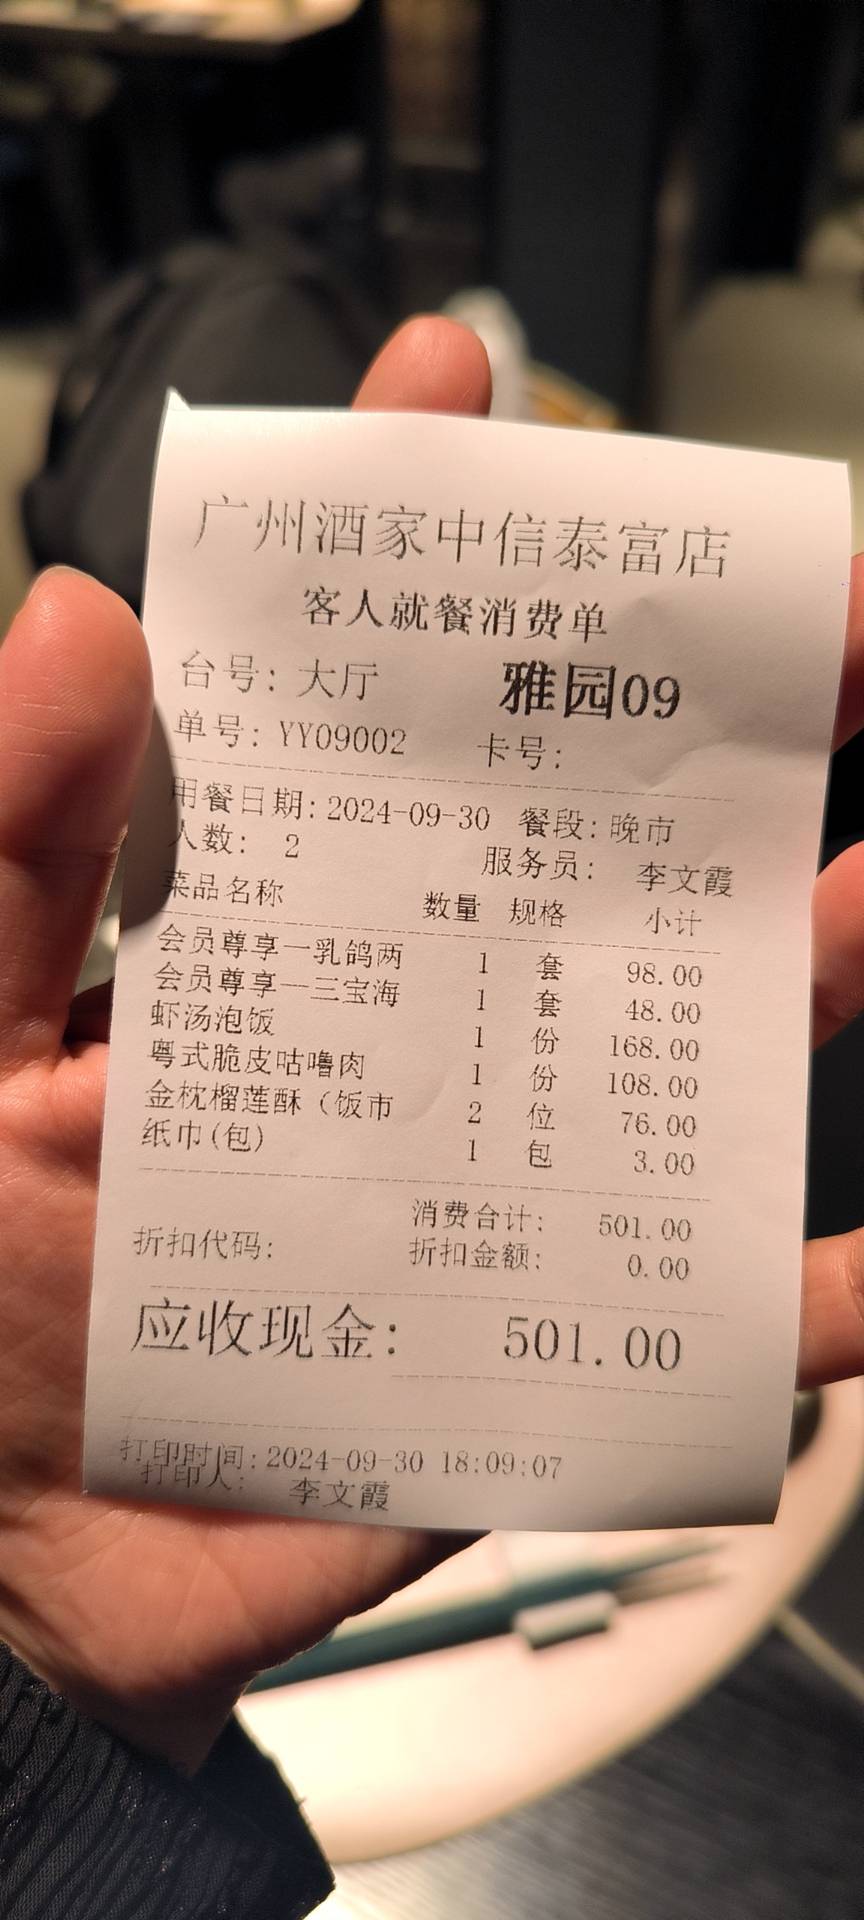 广州酒家中信泰富店
客人就餐消费单
台号: 大厅 雅园09
单号: YY09002 卡号:
用餐日期: 2024-09-30 餐段: 晚市
人数: 2 服务员: 李文霞
菜品名称 数量 规格 小计
会员尊享一乳鸽两 1 套 98.00
会员尊享一三宝海 1 套 48.00
虾汤泡饭 1 份 168.00
粤式脆皮咕噜肉 1 份 108.00
金枕榴莲酥（饭市 2 位 76.00
纸巾(包) 1 包 3.00
消费合计: 501.00
折扣代码: 折扣金额: 0.00
应收现金: 501.00
打印时间: 2024-09-30 18:09:07
打印人: 李文霞